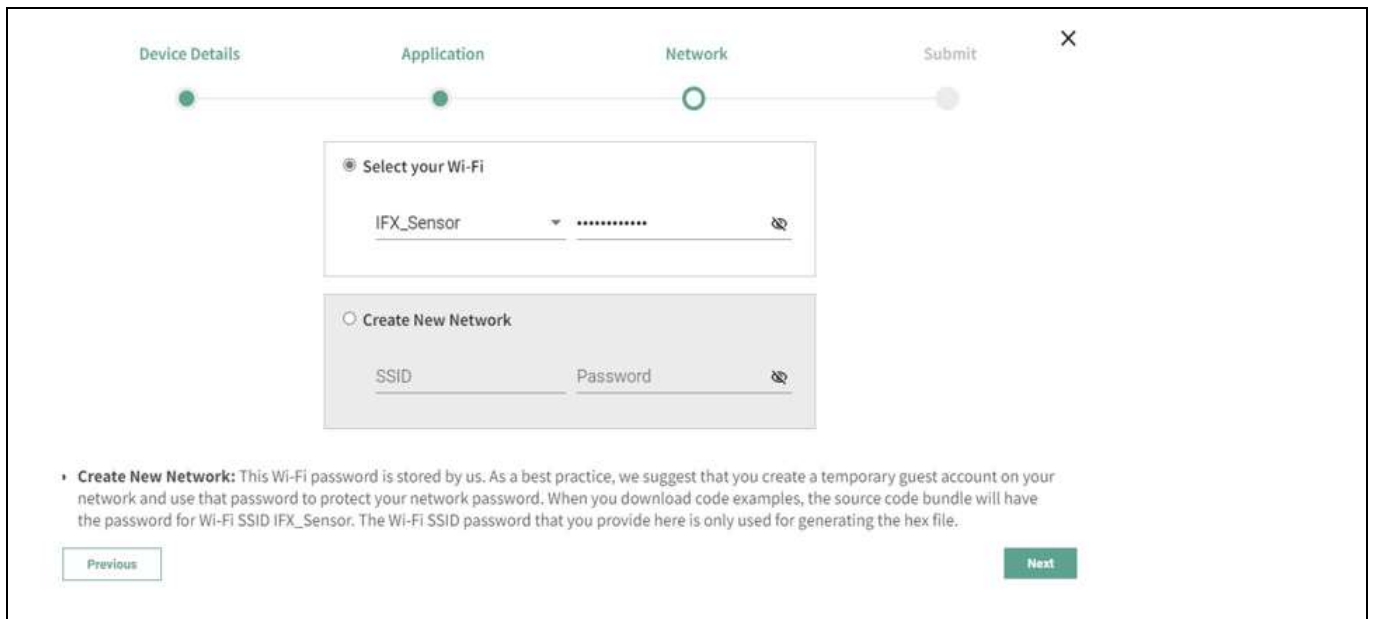 Device Details
Application
Network
Submit
Select your Wi-Fi
IFX_Sensor
••••••••••••
Create New Network
SSID
Password
Create New Network: This Wi-Fi password is stored by us. As a best practice, we suggest that you create a temporary guest account on your
network and use that password to protect your network password. When you download code examples, the source code bundle will have
the password for Wi-Fi SSID IFX_Sensor. The Wi-Fi SSID password that you provide here is only used for generating the hex file.
Previous
Next